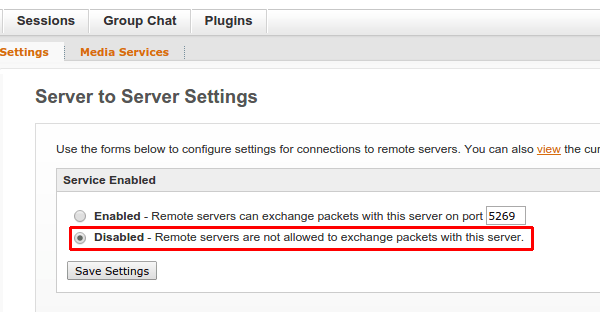 Sessions Group Chat Plugins
Settings Media Services
Server to Server Settings
Use the forms below to configure settings for connections to remote servers. You can also view the cur
Service Enabled
Enabled - Remote servers can exchange packets with this server on port 5269
Disabled - Remote servers are not allowed to exchange packets with this server.
Save Settings